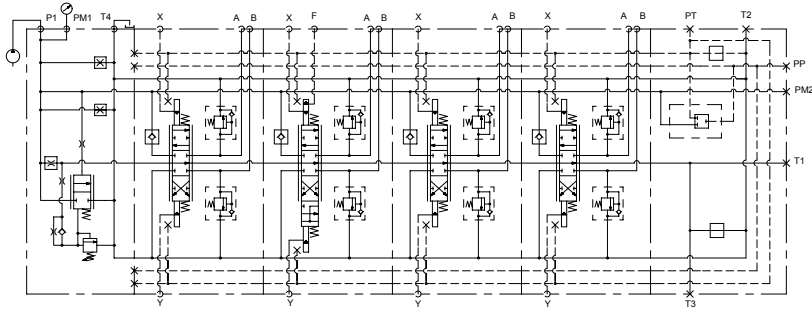 P1 PM1 T4 X A B X F A B X A B X A B PT T2
PP
PM2
T1
Y Y Y Y T3